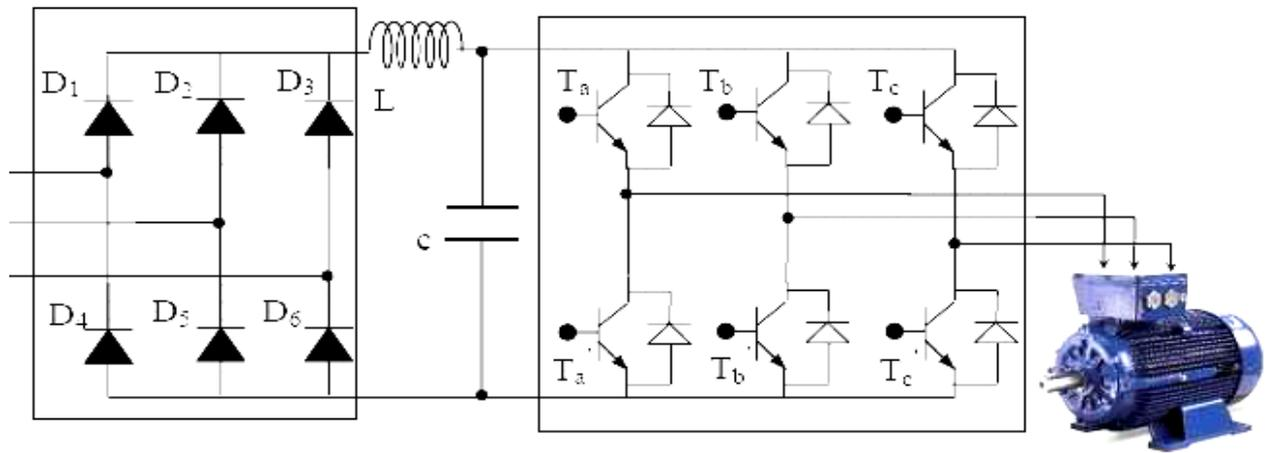 D1 D2 D3
L
Ta Tb Tc
c
D4 D5 D6
Ta' Tb' Tc'